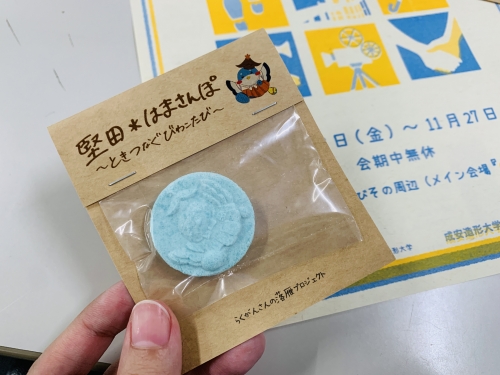 堅田＊はまさんぽ
～ときつなぐびわこたび～
らくがんさんの落雁プロジェクト
日（金）～11月27日
会期中無休
びその周辺（メイン会場
成安造形大学